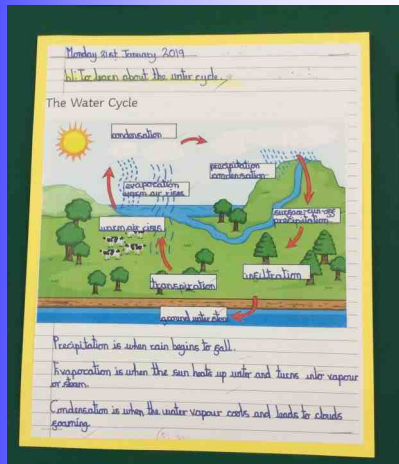 Monday 21st January 2019
W: To learn about the water cycle.
The Water Cycle
condensation
precipitation
condensation
evaporation
warm air rises
surface run-off
precipitation
warm air rises
infiltration
transpiration
ground water store
Precipitation is when rain begins to fall.
Evaporation is when the sun heats up water and turns into vapour
or steam.
Condensation is when the water vapour cools and leads to clouds
foaming.